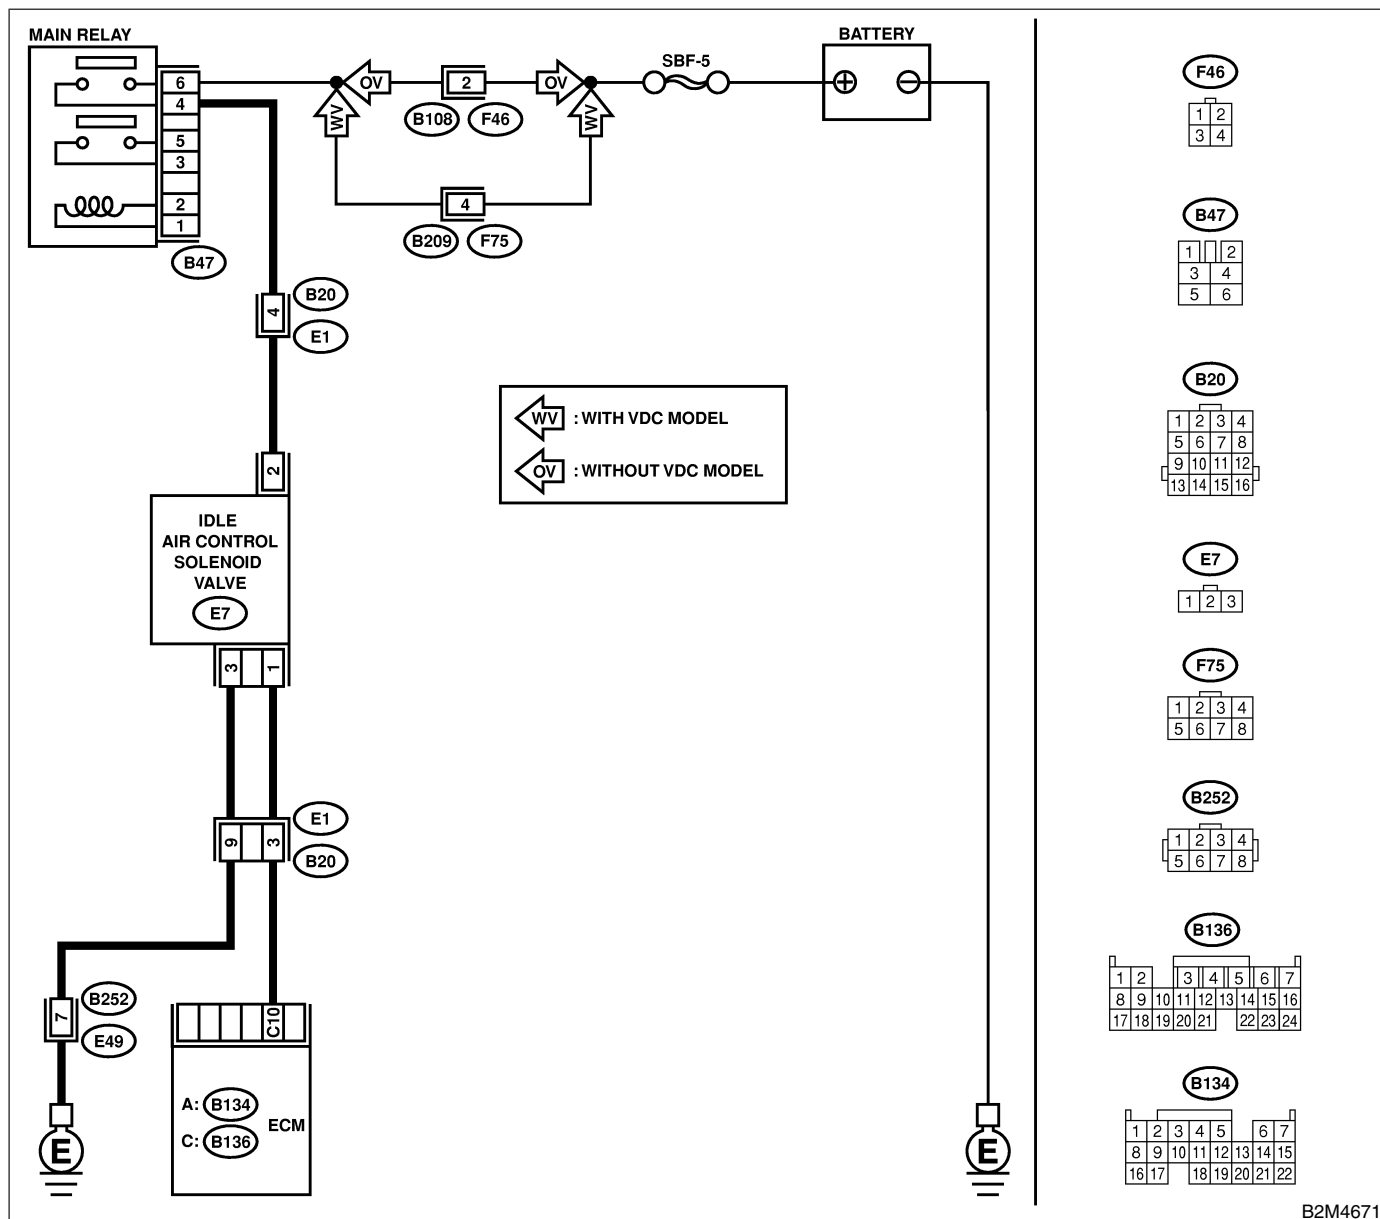 MAIN RELAY
6
4
5
3
2
1
B47
OV
2
OV
B108
F46
WV
WV
4
B209
F75
SBF-5
BATTERY
+
−
4
B20
E1
WV : WITH VDC MODEL
OV : WITHOUT VDC MODEL
2
IDLE
AIR CONTROL
SOLENOID
VALVE
E7
3 1
E1
9 3
B20
B252
7
E49
E
C10
A: B134
ECM
C: B136
E
F46
1 2
3 4
B47
1 2
3 4
5 6
B20
1 2 3 4
5 6 7 8
9 10 11 12
13 14 15 16
E7
1 2 3
F75
1 2 3 4
5 6 7 8
B252
1 2 3 4
5 6 7 8
B136
1 2 3 4 5 6 7
8 9 10 11 12 13 14 15 16
17 18 19 20 21 22 23 24
B134
1 2 3 4 5 6 7
8 9 10 11 12 13 14 15
16 17 18 19 20 21 22
B2M4671